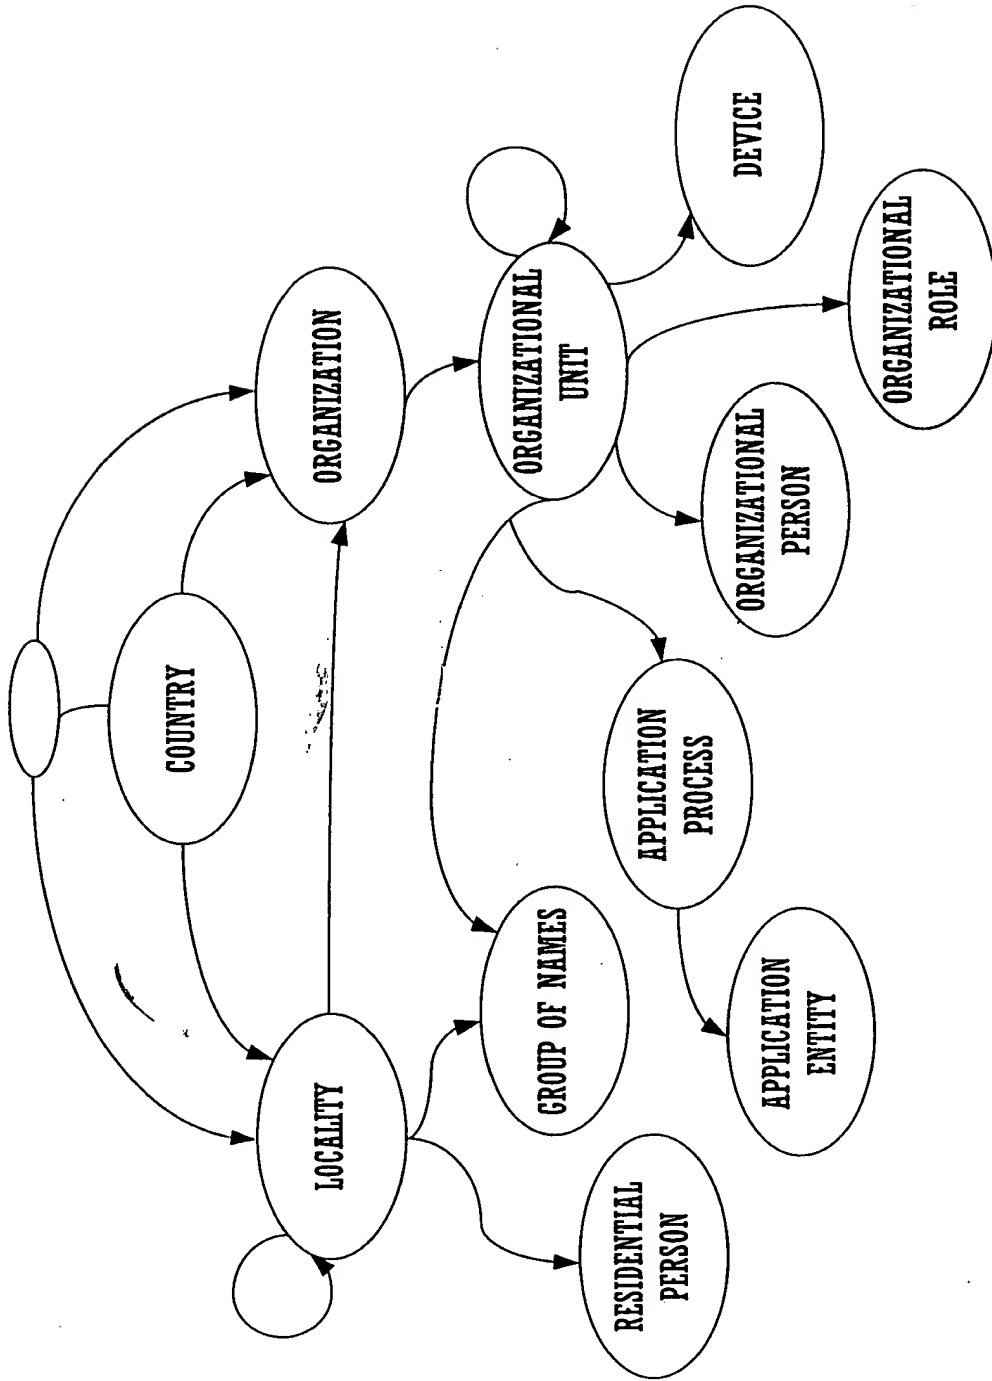 COUNTRY
LOCALITY
ORGANIZATION
GROUP OF NAMES
ORGANIZATIONAL
UNIT
RESIDENTIAL
PERSON
APPLICATION
PROCESS
APPLICATION
ENTITY
ORGANIZATIONAL
PERSON
DEVICE
ORGANIZATIONAL
ROLE